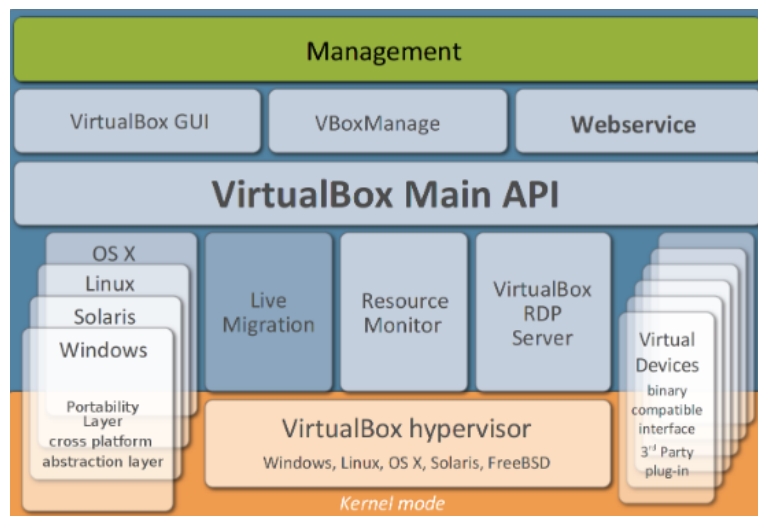 Management
VirtualBox GUI
VBoxManage
Webservice
VirtualBox Main API
OS X
Linux
Solaris
Windows
Portability
Layer
cross platform
abstraction layer
Live
Migration
Resource
Monitor
VirtualBox
RDP
Server
Virtual
Devices
binary
compatible
interface
3rd Party
plug-in
VirtualBox hypervisor
Windows, Linux, OS X, Solaris, FreeBSD
Kernel mode